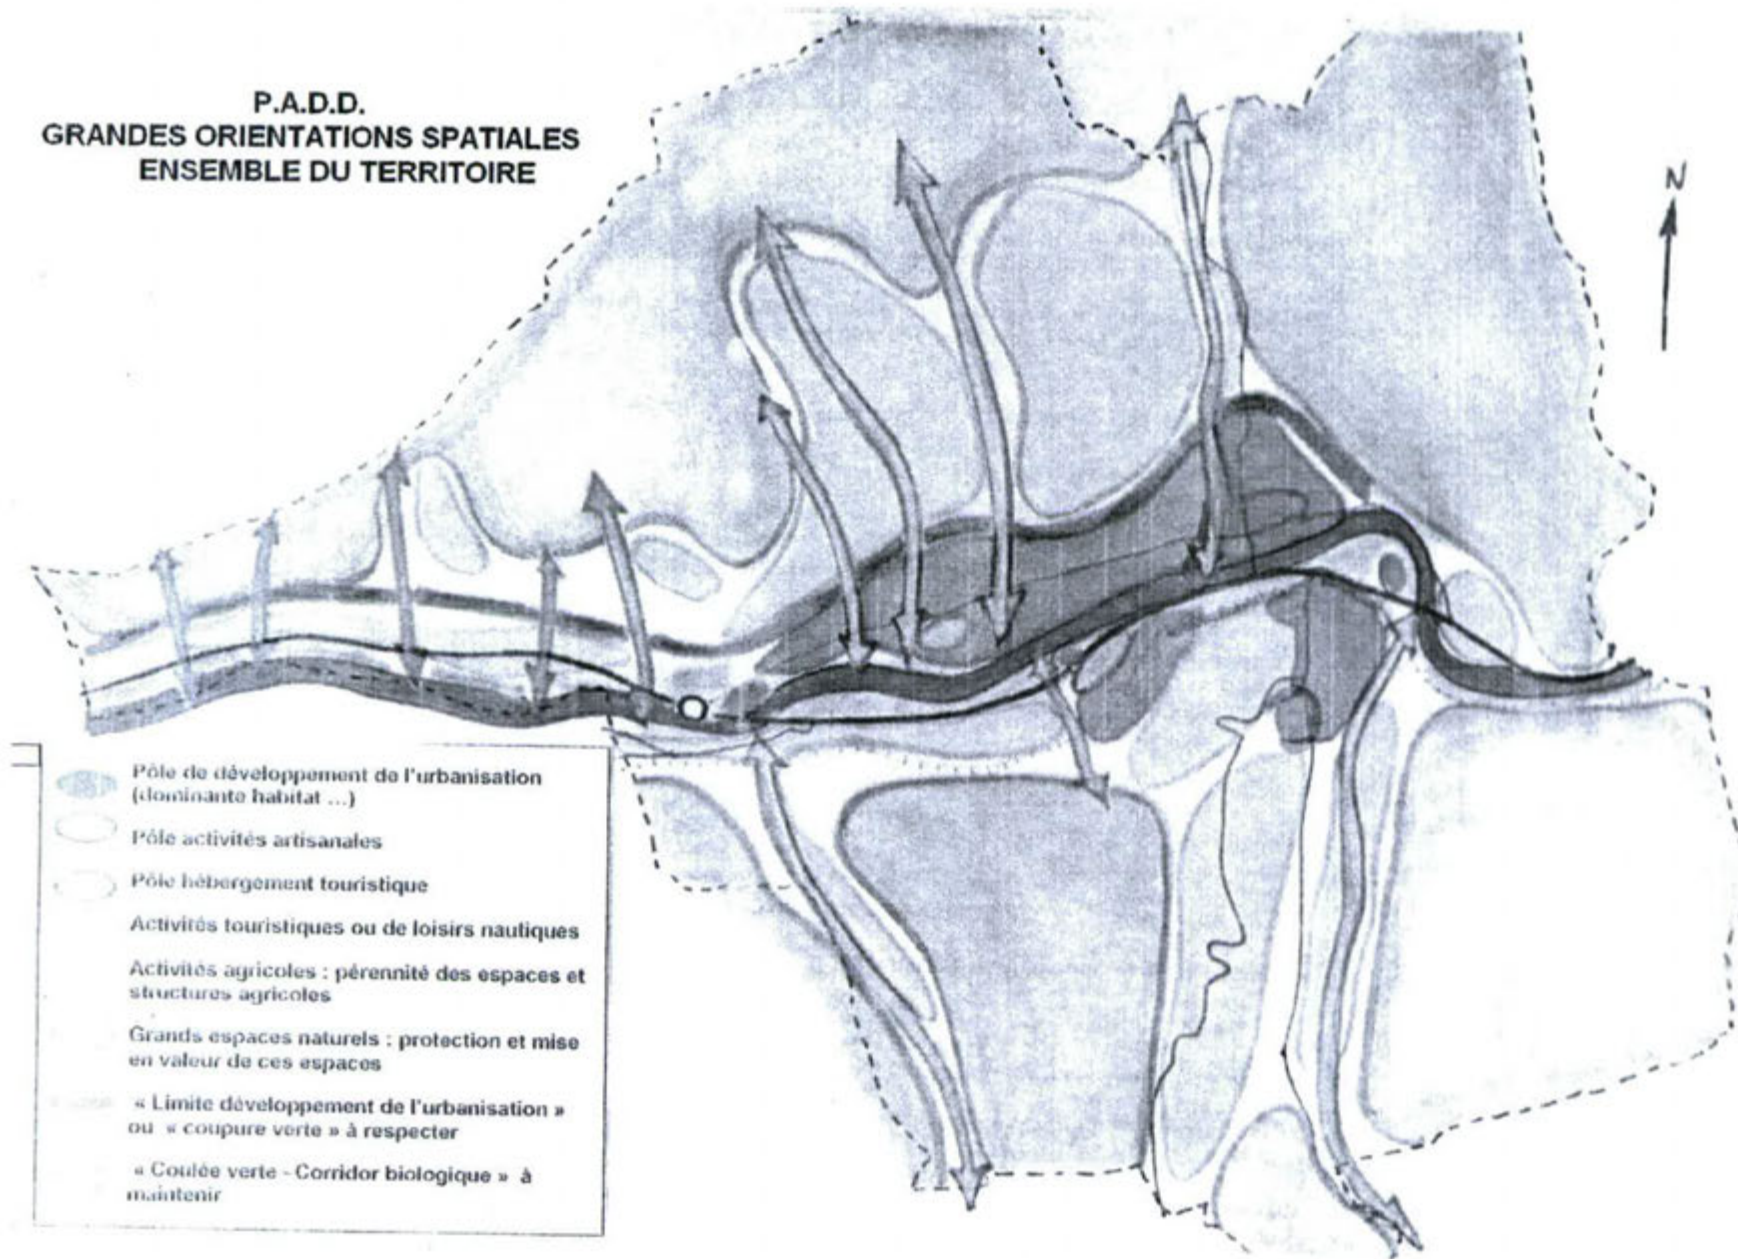 P.A.D.D.
GRANDES ORIENTATIONS SPATIALES
ENSEMBLE DU TERRITOIRE
N
Pôle de développement de l'urbanisation
(dominante habitat ...)
Pôle activités artisanales
Pôle hébergement touristique
Activités touristiques ou de loisirs nautiques
Activités agricoles : pérennité des espaces et
structures agricoles
Grands espaces naturels : protection et mise
en valeur de ces espaces
« Limite développement de l'urbanisation »
ou « coupure verte » à respecter
« Coulée verte - Corridor biologique » à
maintenir